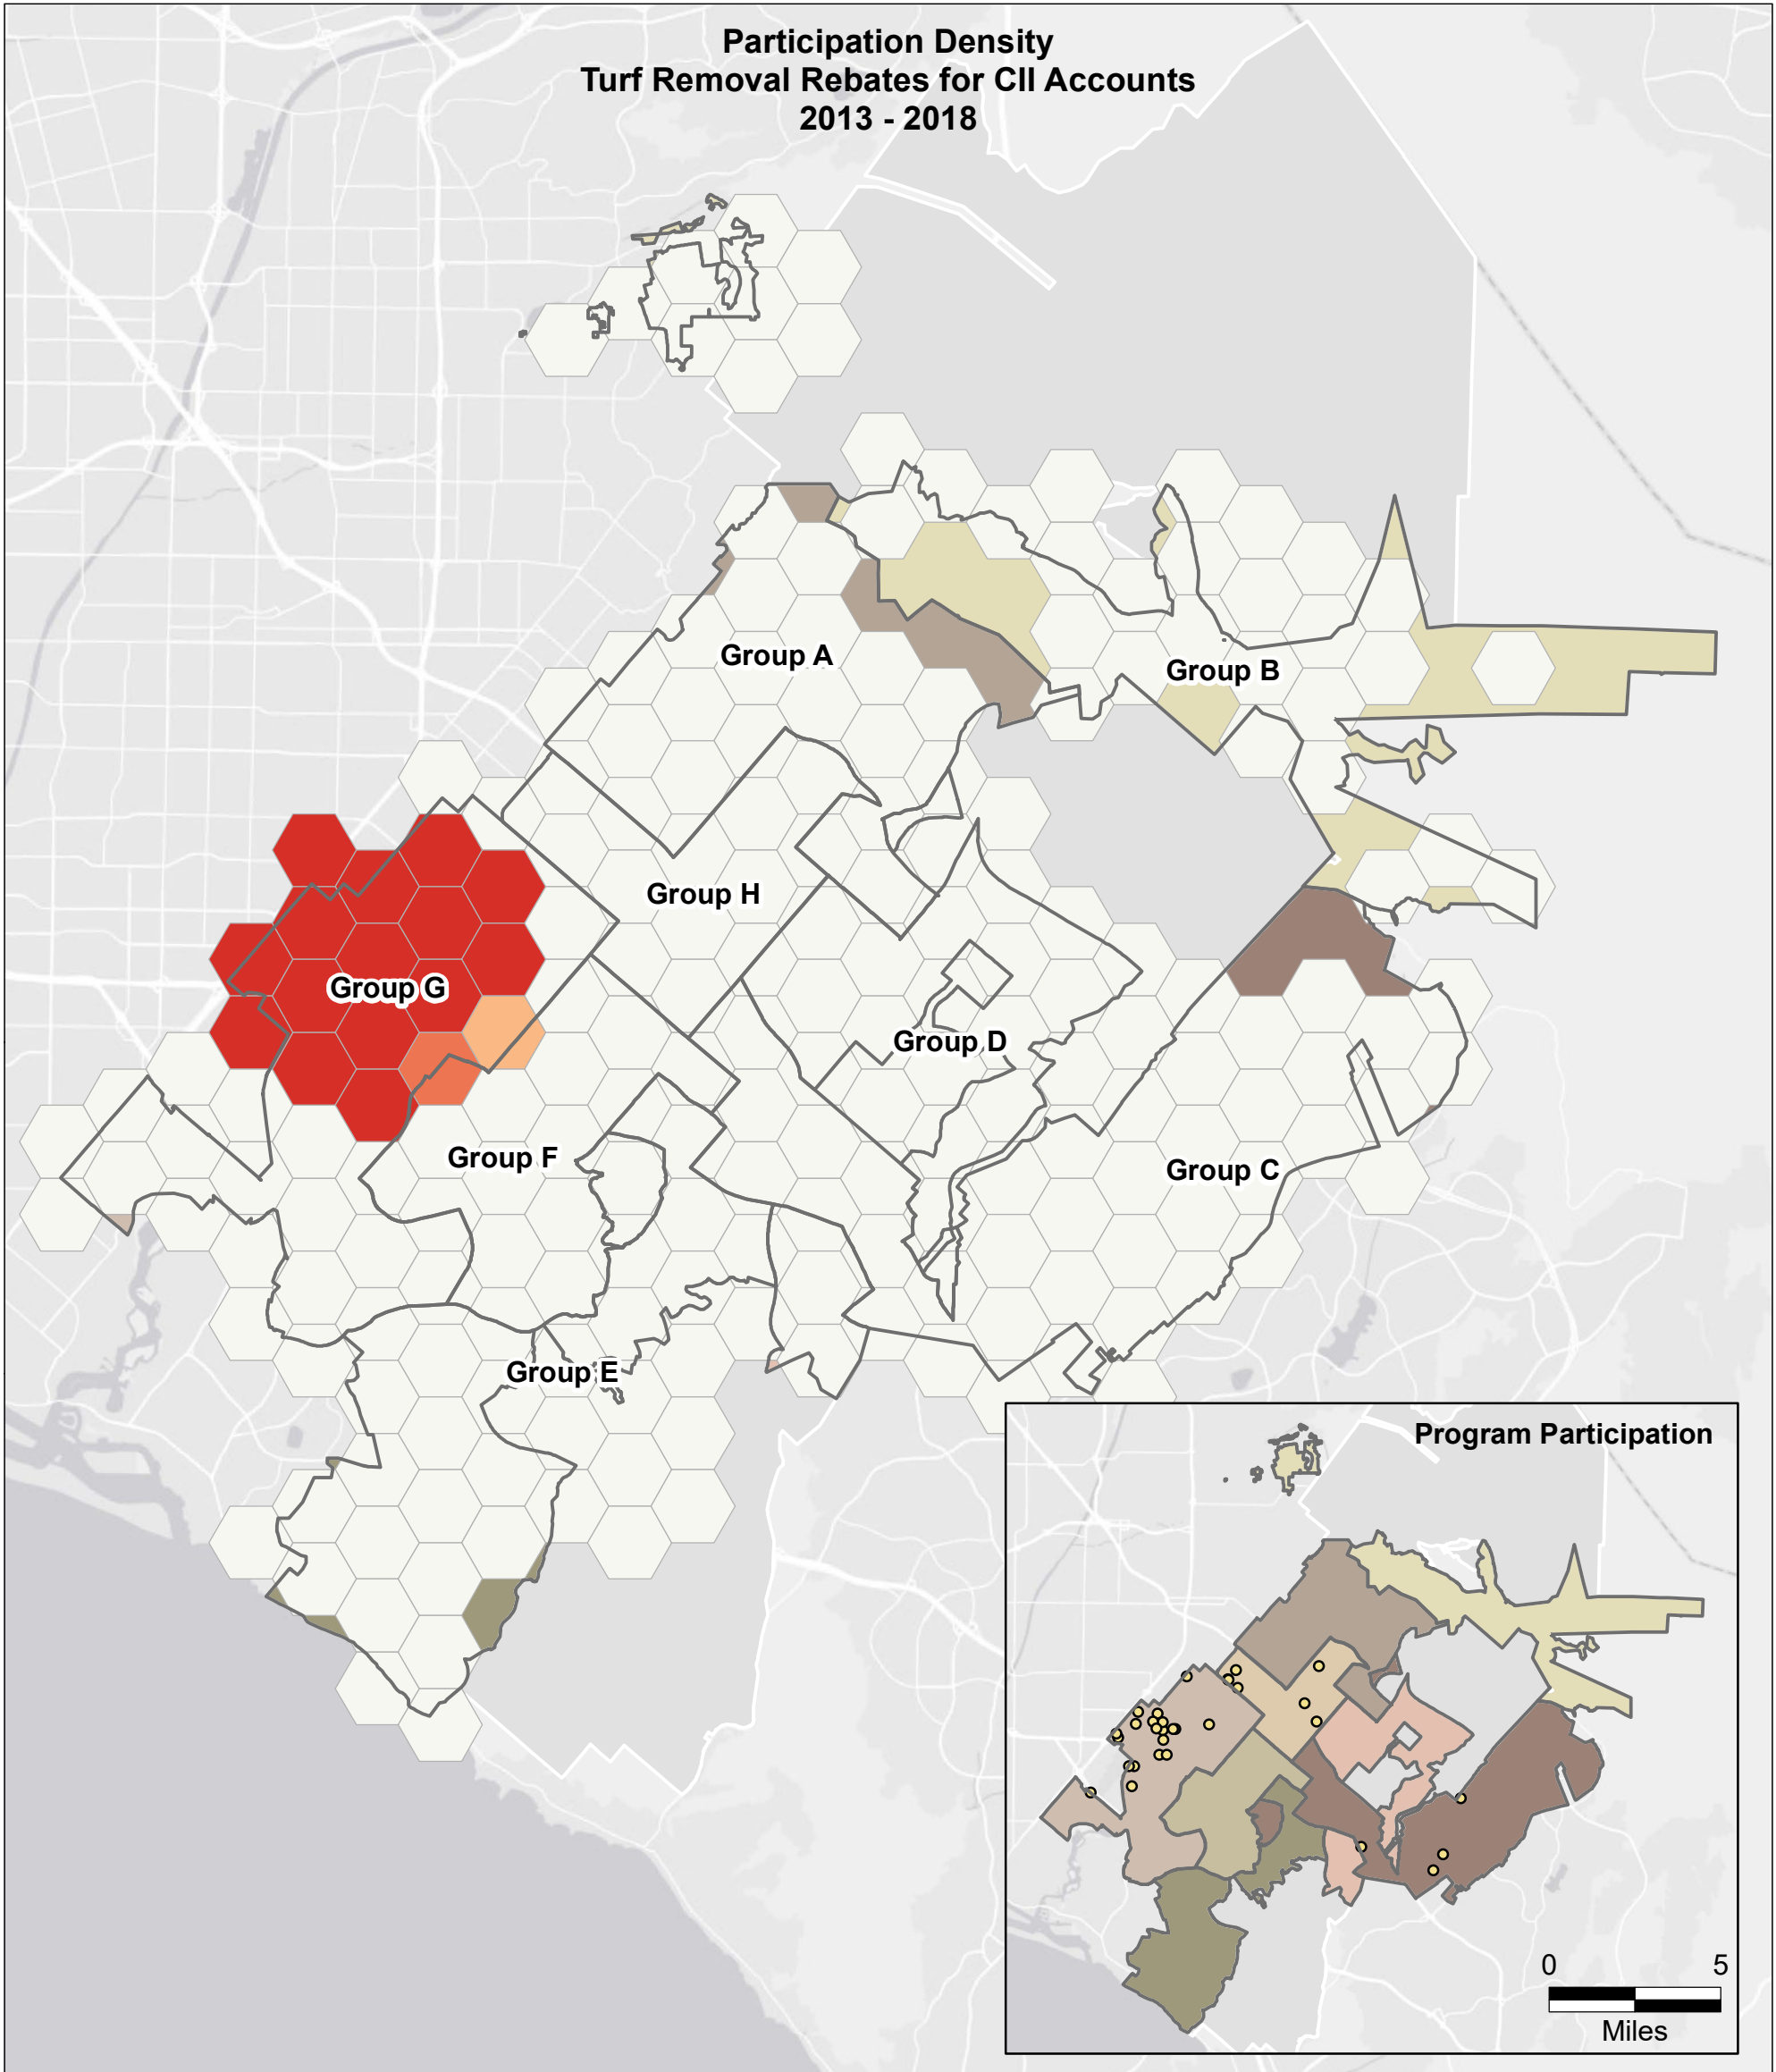 Participation Density
Turf Removal Rebates for CII Accounts
2013 - 2018
Group A
Group B
Group H
Group G
Group D
Group F
Group C
Group E
Program Participation
0 5
Miles